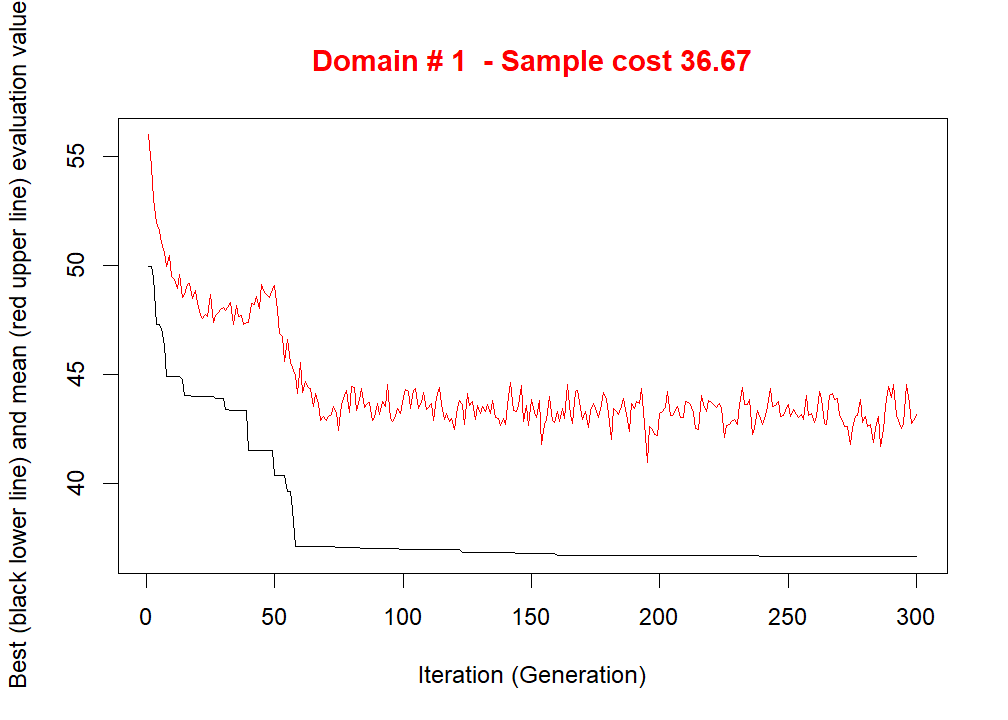 Domain # 1  - Sample cost 36.67
Best (black lower line) and mean (red upper line) evaluation value
55
50
45
40
0 50 100 150 200 250 300
Iteration (Generation)